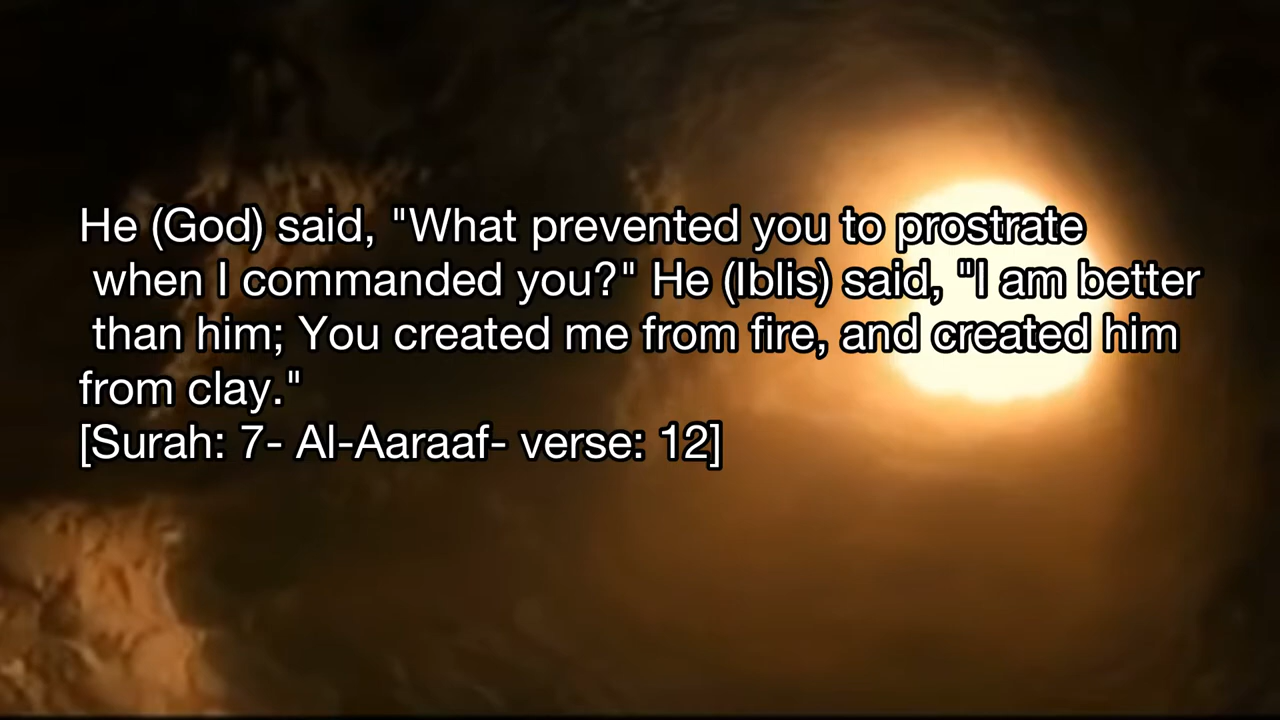 He (God) said, "What prevented you to prostrate
when I commanded you?" He (Iblis) said, "I am better
than him; You created me from fire, and created him
from clay."
[Surah: 7- Al-Aaraaf- verse: 12]